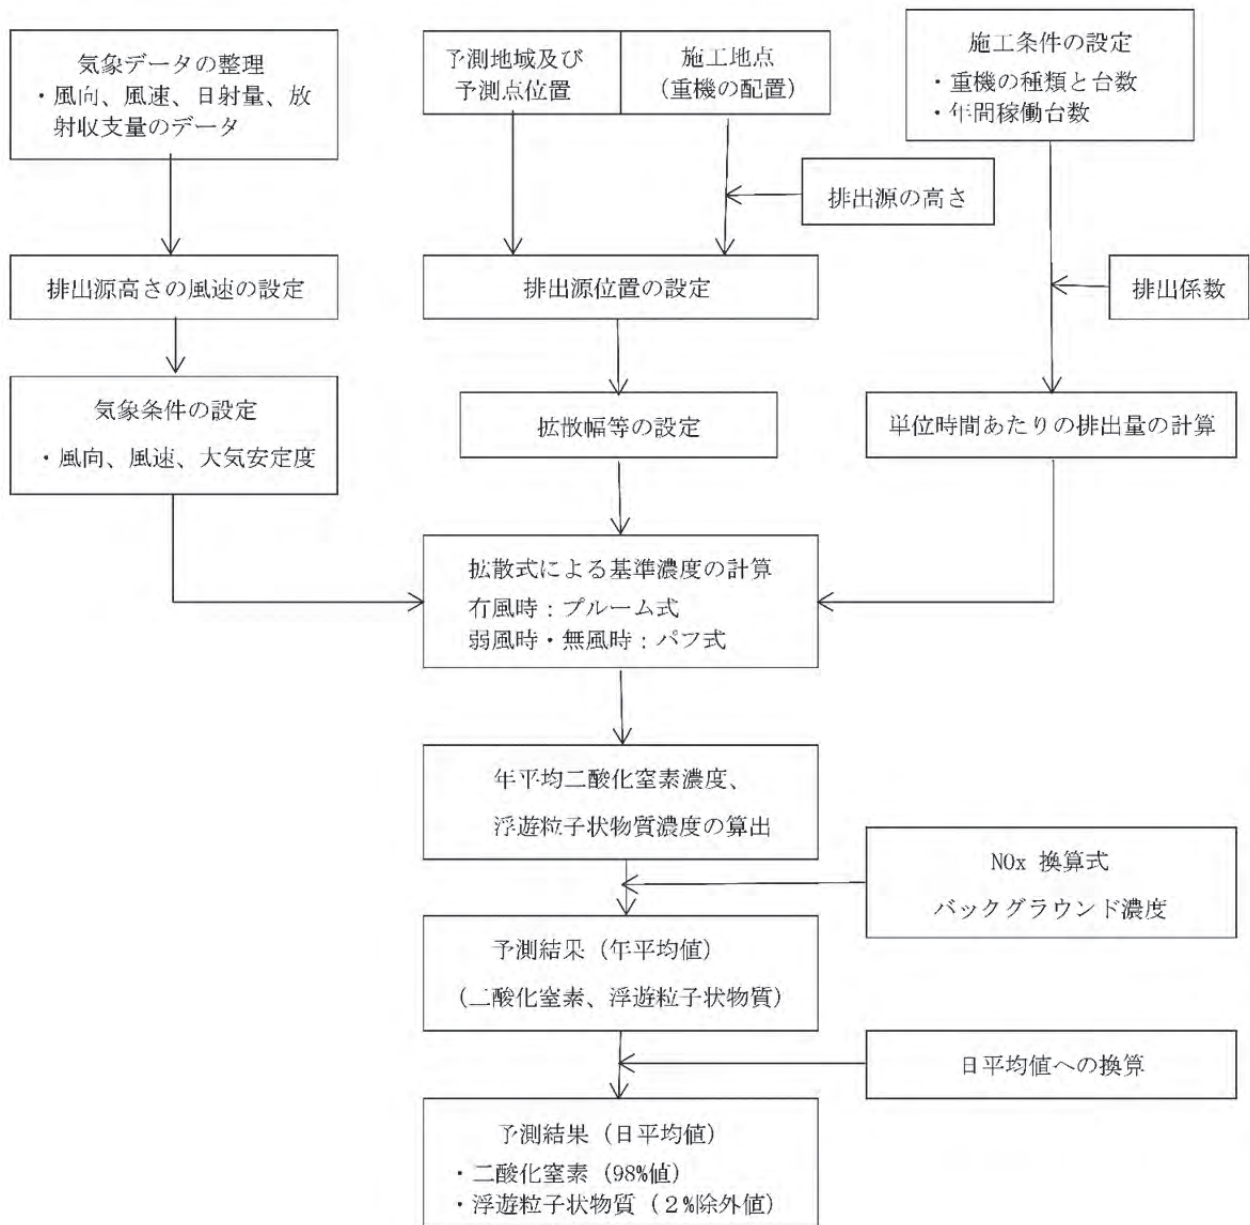 気象データの整理
・風向、風速、日射量、放
射収支量のデータ
予測地域及び
予測点位置
施工地点
(重機の配置)
施工条件の設定
・重機の種類と台数
・年間稼働台数
排出源の高さ
排出源高さの風速の設定
排出源位置の設定
排出係数
気象条件の設定
・風向、風速、大気安定度
拡散幅等の設定
単位時間あたりの排出量の計算
拡散式による基準濃度の計算
有風時：プルーム式
弱風時・無風時：パフ式
年平均二酸化窒素濃度、
浮遊粒子状物質濃度の算出
NOx 換算式
バックグラウンド濃度
予測結果（年平均値）
（二酸化窒素、浮遊粒子状物質）
日平均値への換算
予測結果（日平均値）
・二酸化窒素（98%値）
・浮遊粒子状物質（２%除外値）